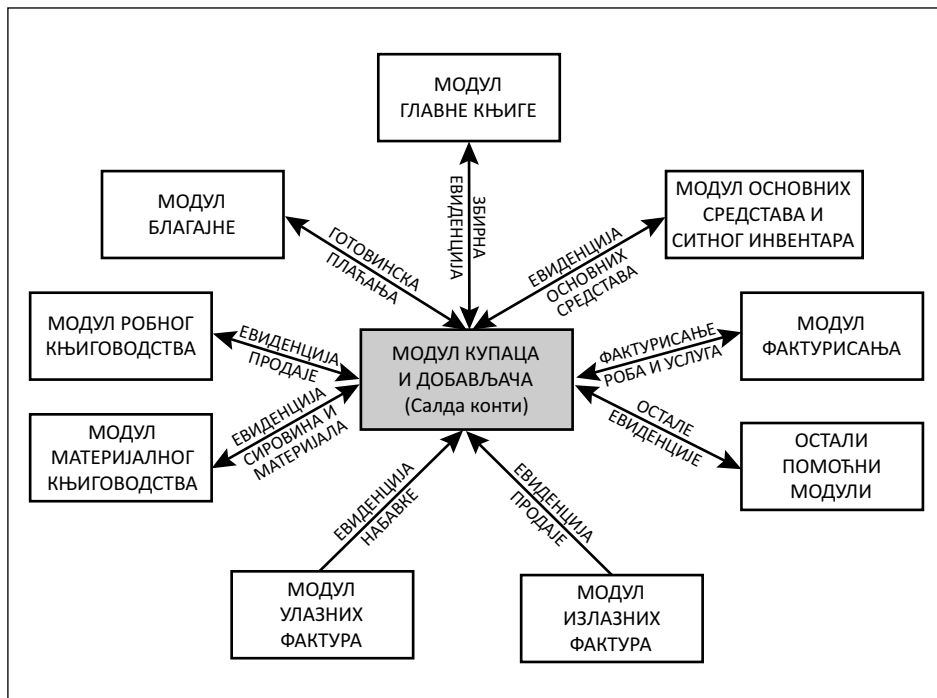 МОДУЛ
ГЛАВНЕ КЊИГЕ
МОДУЛ
БЛАГАЈНЕ
МОДУЛ ОСНОВНИХ
СРЕДСТАВА И
СИТНОГ ИНВЕНТАРА
ГОТОВИНСКА
ПЛАЋАЊА
ЕВИДЕНЦИЈА
ЗБИРНА
ЕВИДЕНЦИЈА
ОСНОВНИХ
СРЕДСТАВА
МОДУЛ РОБНОГ
КЊИГОВОДСТВА
ЕВИДЕНЦИЈА
ПРОДАЈЕ
МОДУЛ КУПАЦА
И ДОБАВЉАЧА
(Салда конти)
ФАКТУРИСАЊЕ
РОБА И УСЛУГА
МОДУЛ
ФАКТУРИСАЊА
МОДУЛ
МАТЕРИЈАЛНОГ
КЊИГОВОДСТВА
ЕВИДЕНЦИЈА
СИРОВИНА И
МАТЕРИЈАЛА
ОСТАЛЕ
ЕВИДЕНЦИЈЕ
ОСТАЛИ
ПОМОЋНИ
МОДУЛИ
ЕВИДЕНЦИЈА
НАБАВКЕ
ЕВИДЕНЦИЈА
ПРОДАЈЕ
МОДУЛ
УЛАЗНИХ
ФАКТУРА
МОДУЛ
ИЗЛАЗНИХ
ФАКТУРА